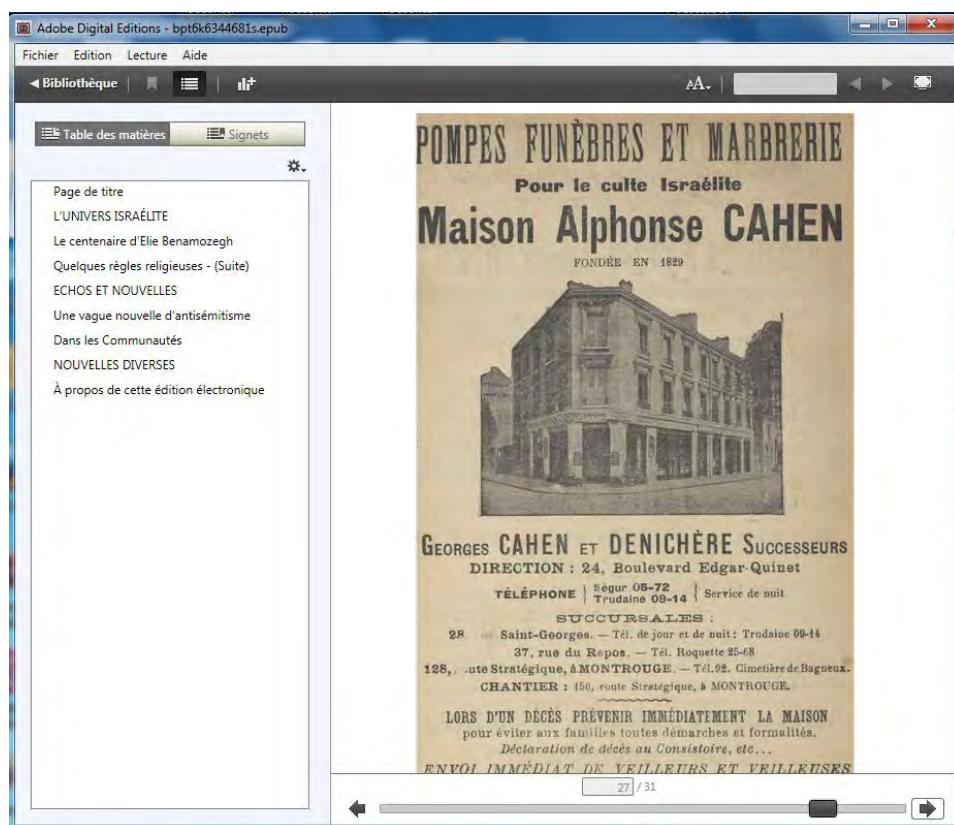 Adobe Digital Editions - bpt6k6344681s.epub
Fichier Edition Lecture Aide
Bibliothèque
AA
Table des matières
Signets
Page de titre
L'UNIVERS ISRAÉLITE
Le centenaire d'Elie Benamozegh
Quelques règles religieuses - (Suite)
ECHOS ET NOUVELLES
Une vague nouvelle d'antisémitisme
Dans les Communautés
NOUVELLES DIVERSES
À propos de cette édition électronique
POMPES FUNÈBRES ET MARBRERIE
Pour le culte Israélite
Maison Alphonse CAHEN
FONDÉE EN 1829
GEORGES CAHEN ET DENICHÈRE SUCCESSEURS
DIRECTION : 24, Boulevard Edgar-Quinet
TÉLÉPHONE { Ségur 05-72
Trudaine 09-14 } Service de nuit
SUCCURSALES :
28 Saint-Georges. — Tél. de jour et de nuit : Trudaine 09-14
37, rue du Repos. — Tél. Roquette 25-68
128, ute Stratégique, à MONTROUGE. — Tél. 92. Cimetière de Bagneux.
CHANTIER : 150, route Stratégique, à MONTROUGE.
LORS D'UN DÉCÈS PRÉVENIR IMMÉDIATEMENT LA MAISON
pour éviter aux familles toutes démarches et formalités.
Déclaration de décès au Consistoire, etc...
ENVOI IMMÉDIAT DE VEILLEURS ET VEILLEUSES
27 / 31